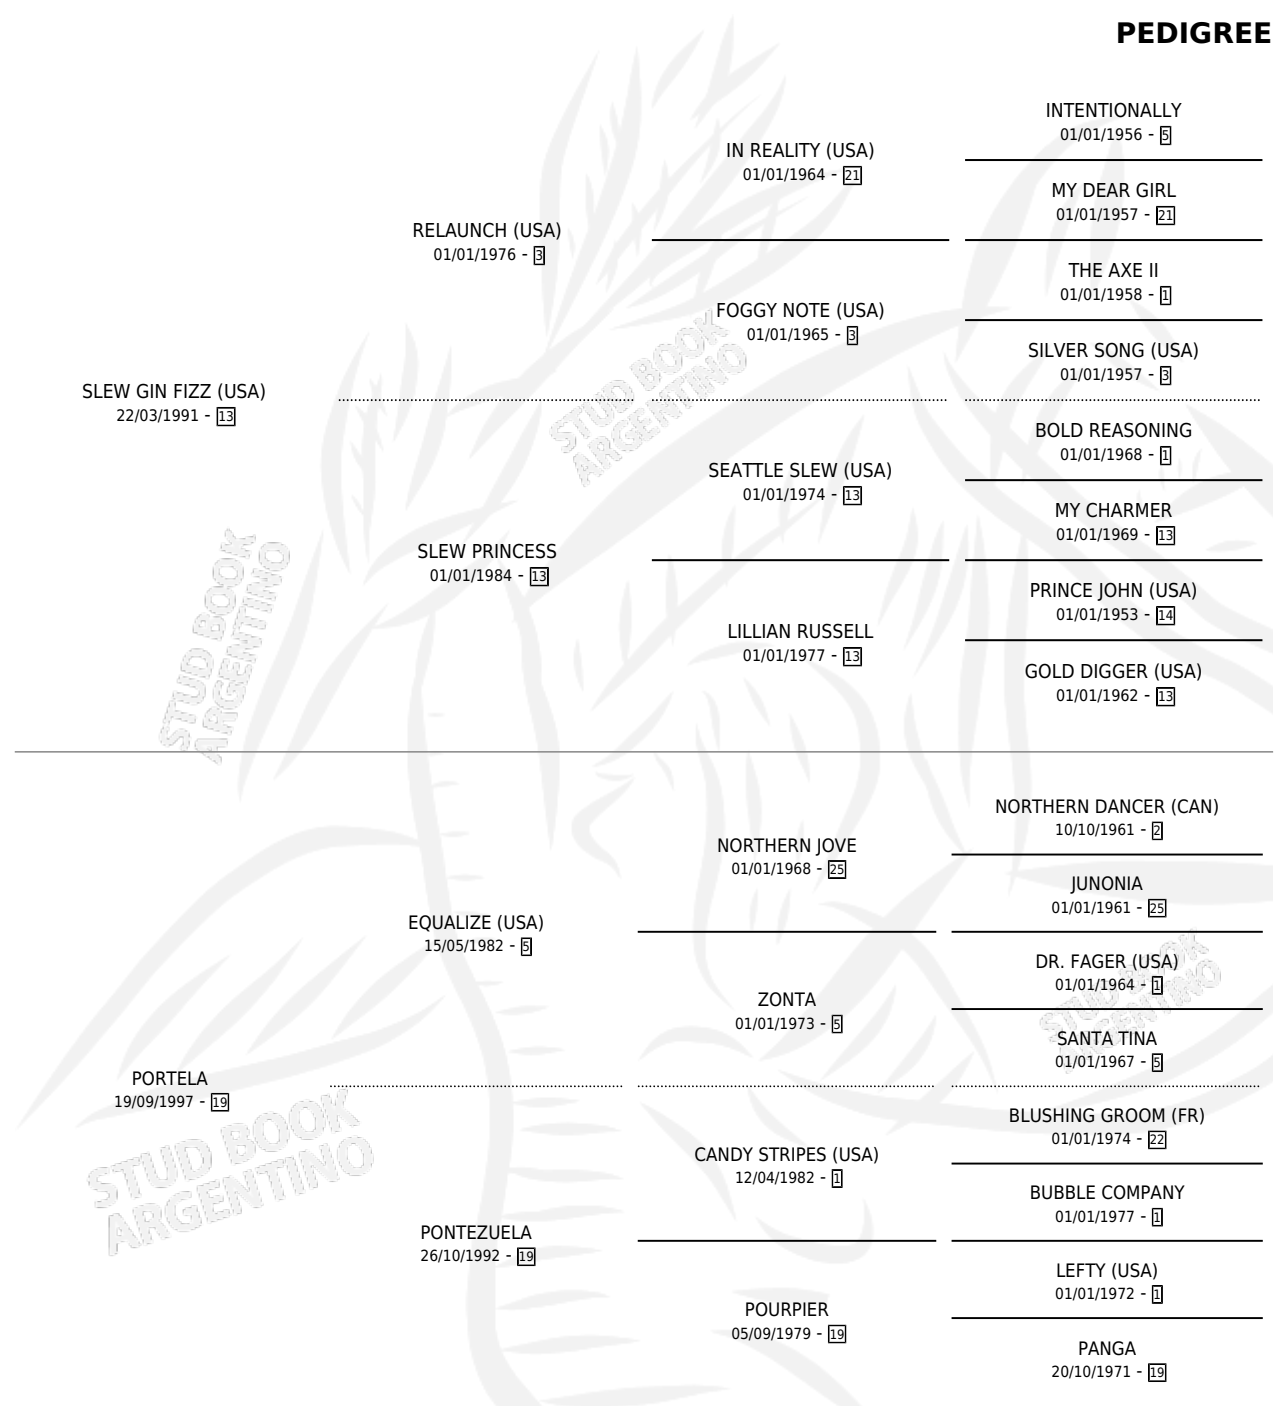 PEDIGREE
INTENTIONALLY
01/01/1956 - 5
IN REALITY (USA)
01/01/1964 - 21
MY DEAR GIRL
01/01/1957 - 21
RELAUNCH (USA)
01/01/1976 - 3
THE AXE II
01/01/1958 - 1
FOGGY NOTE (USA)
01/01/1965 - 3
SILVER SONG (USA)
01/01/1957 - 3
SLEW GIN FIZZ (USA)
22/03/1991 - 13
BOLD REASONING
01/01/1968 - 1
SEATTLE SLEW (USA)
01/01/1974 - 13
MY CHARMER
01/01/1969 - 13
SLEW PRINCESS
01/01/1984 - 13
PRINCE JOHN (USA)
01/01/1953 - 14
LILLIAN RUSSELL
01/01/1977 - 13
GOLD DIGGER (USA)
01/01/1962 - 13
NORTHERN DANCER (CAN)
10/10/1961 - 2
NORTHERN JOVE
01/01/1968 - 25
JUNONIA
01/01/1961 - 25
EQUALIZE (USA)
15/05/1982 - 5
DR. FAGER (USA)
01/01/1964 - 1
ZONTA
01/01/1973 - 5
SANTA TINA
01/01/1967 - 5
PORTELA
19/09/1997 - 19
BLUSHING GROOM (FR)
01/01/1974 - 22
CANDY STRIPES (USA)
12/04/1982 - 1
BUBBLE COMPANY
01/01/1977 - 1
PONTEZUELA
26/10/1992 - 19
LEFTY (USA)
01/01/1972 - 1
POURPIER
05/09/1979 - 19
PANGA
20/10/1971 - 19
STUD BOOK
ARGENTINO
STUD BOOK
ARGENTINO
STUD BOOK
ARGENTINO
STUD BOOK
ARGENTINO